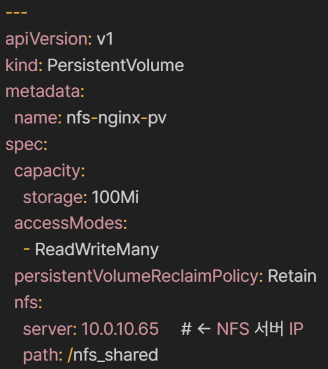 ---
apiVersion: v1
kind: PersistentVolume
metadata:
  name: nfs-nginx-pv
spec:
  capacity:
    storage: 100Mi
  accessModes:
    - ReadWriteMany
  persistentVolumeReclaimPolicy: Retain
  nfs:
    server: 10.0.10.65     # ← NFS 서버 IP
    path: /nfs_shared